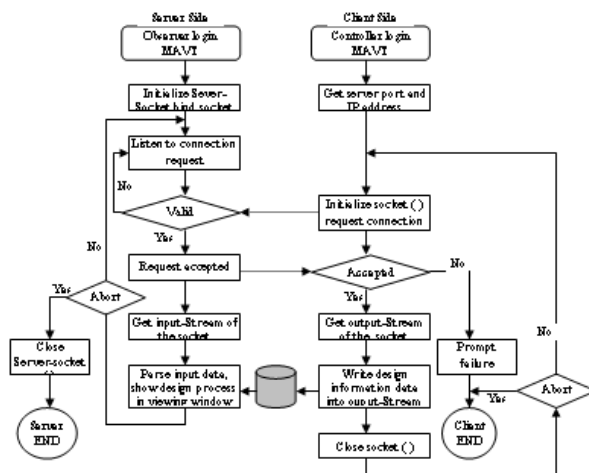 Server Side
Observer login
MAVT
Initialize Sever-
Socket bind socket
Listen to connection
request
No
Valid
Yes
No
Request accepted
Yes
Abort
Close
Server-socket
()
Get input-Stream of
the socket
Parse input data,
show design process
in viewing window
Server
END
Client Side
Controller login
MAVT
Get server port and
IP address
Initialize socket ()
request connection
Accepted
No
Yes
Get output-Stream
of the socket
Write design
information data
into ouput-Stream
Close socket ()
Prompt
failure
No
Abort
Yes
Client
END